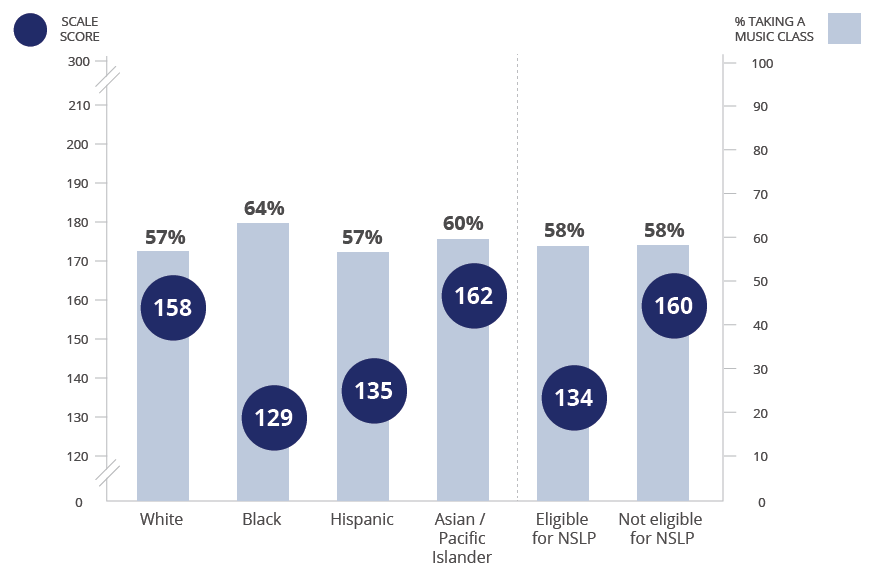 SCALE
SCORE
% TAKING A
MUSIC CLASS
300
210
200
190
180
170
160
150
140
130
120
0
100
90
80
70
60
50
40
30
20
10
0
57%
64%
57%
60%
58%
58%
158
129
135
162
134
160
White
Black
Hispanic
Asian /
Pacific
Islander
Eligible
for NSLP
Not eligible
for NSLP